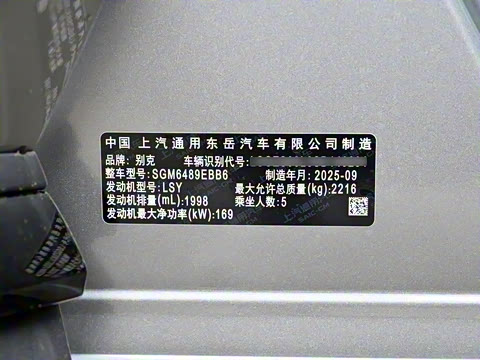 中国 上汽通用东岳汽车有限公司制造
品牌：别克 车辆识别代号：
整车型号：SGM6489EBB6 制造年月：2025-09
发动机型号：LSY 最大允许总质量(kg)：2216
发动机排量(mL)：1998 乘坐人数：5
发动机最大净功率(kW)：169